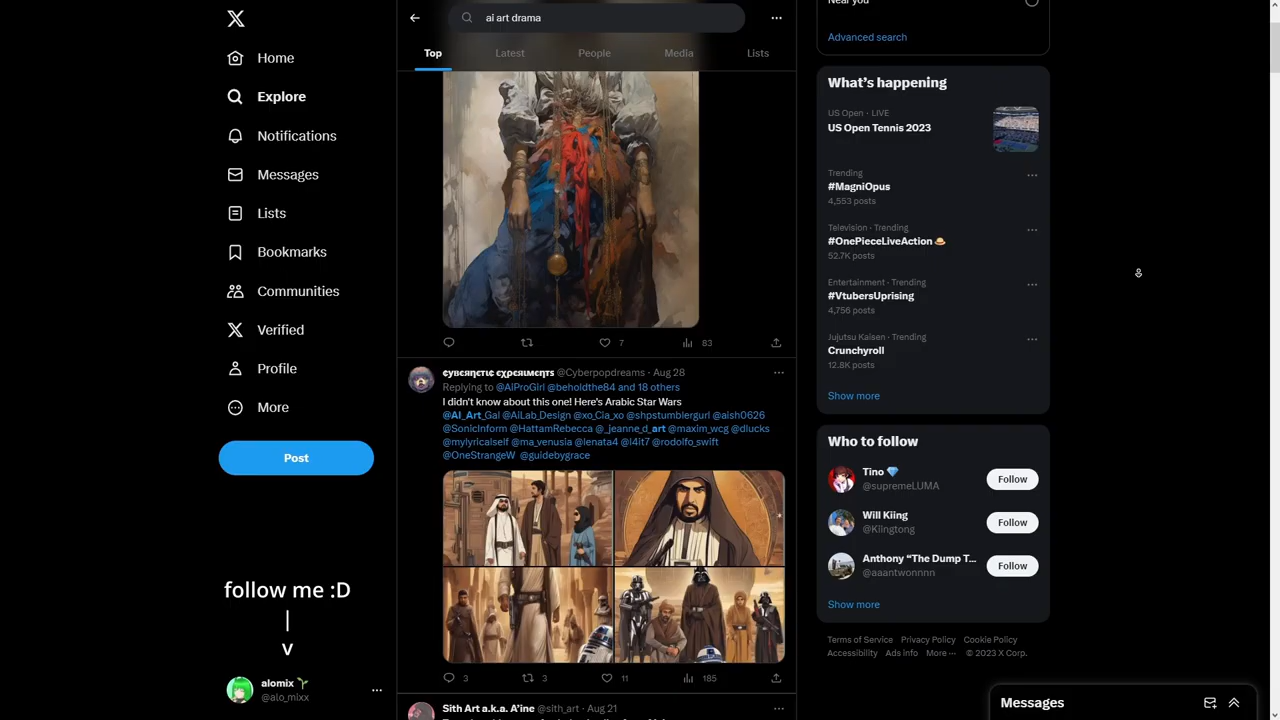 Home
Explore
Notifications
Messages
Lists
Bookmarks
Communities
Verified
Profile
More
Post
follow me :D
|
v
alomix
@alo_mixx
ai art drama
Top
Latest
People
Media
Lists
7
83
¢увєяηєтι¢ єχρєяιмєηтѕ @Cyberpopdreams · Aug 28
Replying to @AiProGirl @beholdthe84 and 18 others
I didn't know about this one! Here's Arabic Star Wars
@AI_Art_Gal @AiLab_Design @xo_Cia_xo @shpstumblergurl @aish0626
@SonicInform @HattamRebecca @_jeanne_d_art @maxim_wcg @dlucks
@mylyricalself @ma_venusia @lenata4 @l4it7 @rodolfo_swift
@OneStrangeW @guidebygrace
3
3
11
185
Sith Art a.k.a. A'ine @sith_art · Aug 21
Near you
Advanced search
What's happening
US Open · LIVE
US Open Tennis 2023
Trending
#MagniOpus
4,553 posts
Television · Trending
#OnePieceLiveAction
52.7K posts
Entertainment · Trending
#VtubersUprising
4,756 posts
Jujutsu Kaisen · Trending
Crunchyroll
12.8K posts
Show more
Who to follow
Tino 💎
@supremeLUMA
Follow
Will Kiing
@Kiingtong
Follow
Anthony “The Dump T...
@aaantwonnnn
Follow
Show more
Terms of Service Privacy Policy Cookie Policy
Accessibility Ads info More ··· © 2023 X Corp.
Messages